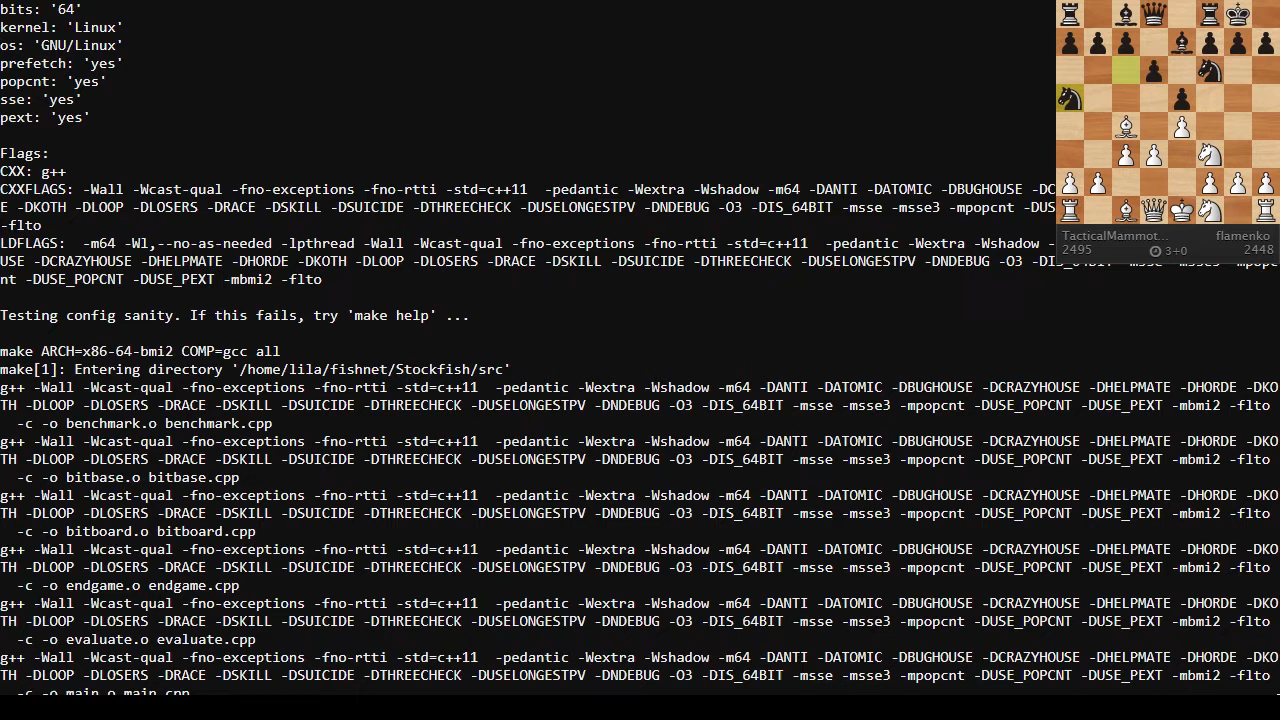 bits: '64'
kernel: 'Linux'
os: 'GNU/Linux'
prefetch: 'yes'
popcnt: 'yes'
sse: 'yes'
pext: 'yes'
Flags:
CXX: g++
CXXFLAGS: -Wall -Wcast-qual -fno-exceptions -fno-rtti -std=c++11  -pedantic -Wextra -Wshadow -m64 -DANTI -DATOMIC -DBUGHOUSE -DC
E -DKOTH -DLOOP -DLOSERS -DRACE -DSKILL -DSUICIDE -DTHREECHECK -DUSELONGESTPV -DNDEBUG -O3 -DIS_64BIT -msse -msse3 -mpopcnt -DUS
-flto
LDFLAGS:  -m64 -Wl,--no-as-needed -lpthread -Wall -Wcast-qual -fno-exceptions -fno-rtti -std=c++11  -pedantic -Wextra -Wshadow -
USE -DCRAZYHOUSE -DHELPMATE -DHORDE -DKOTH -DLOOP -DLOSERS -DRACE -DSKILL -DSUICIDE -DTHREECHECK -DUSELONGESTPV -DNDEBUG -O3
nt -DUSE_POPCNT -DUSE_PEXT -mbmi2 -flto
TacticalMammot... flamenko
2495 3+0 2448
Testing config sanity. If this fails, try 'make help' ...
make ARCH=x86-64-bmi2 COMP=gcc all
make[1]: Entering directory '/home/lila/fishnet/Stockfish/src'
g++ -Wall -Wcast-qual -fno-exceptions -fno-rtti -std=c++11  -pedantic -Wextra -Wshadow -m64 -DANTI -DATOMIC -DBUGHOUSE -DCRAZYHOUSE -DHELPMATE -DHORDE -DKO
TH -DLOOP -DLOSERS -DRACE -DSKILL -DSUICIDE -DTHREECHECK -DUSELONGESTPV -DNDEBUG -O3 -DIS_64BIT -msse -msse3 -mpopcnt -DUSE_POPCNT -DUSE_PEXT -mbmi2 -flto
-c -o benchmark.o benchmark.cpp
g++ -Wall -Wcast-qual -fno-exceptions -fno-rtti -std=c++11  -pedantic -Wextra -Wshadow -m64 -DANTI -DATOMIC -DBUGHOUSE -DCRAZYHOUSE -DHELPMATE -DHORDE -DKO
TH -DLOOP -DLOSERS -DRACE -DSKILL -DSUICIDE -DTHREECHECK -DUSELONGESTPV -DNDEBUG -O3 -DIS_64BIT -msse -msse3 -mpopcnt -DUSE_POPCNT -DUSE_PEXT -mbmi2 -flto
-c -o bitbase.o bitbase.cpp
g++ -Wall -Wcast-qual -fno-exceptions -fno-rtti -std=c++11  -pedantic -Wextra -Wshadow -m64 -DANTI -DATOMIC -DBUGHOUSE -DCRAZYHOUSE -DHELPMATE -DHORDE -DKO
TH -DLOOP -DLOSERS -DRACE -DSKILL -DSUICIDE -DTHREECHECK -DUSELONGESTPV -DNDEBUG -O3 -DIS_64BIT -msse -msse3 -mpopcnt -DUSE_POPCNT -DUSE_PEXT -mbmi2 -flto
-c -o bitboard.o bitboard.cpp
g++ -Wall -Wcast-qual -fno-exceptions -fno-rtti -std=c++11  -pedantic -Wextra -Wshadow -m64 -DANTI -DATOMIC -DBUGHOUSE -DCRAZYHOUSE -DHELPMATE -DHORDE -DKO
TH -DLOOP -DLOSERS -DRACE -DSKILL -DSUICIDE -DTHREECHECK -DUSELONGESTPV -DNDEBUG -O3 -DIS_64BIT -msse -msse3 -mpopcnt -DUSE_POPCNT -DUSE_PEXT -mbmi2 -flto
-c -o endgame.o endgame.cpp
g++ -Wall -Wcast-qual -fno-exceptions -fno-rtti -std=c++11  -pedantic -Wextra -Wshadow -m64 -DANTI -DATOMIC -DBUGHOUSE -DCRAZYHOUSE -DHELPMATE -DHORDE -DKO
TH -DLOOP -DLOSERS -DRACE -DSKILL -DSUICIDE -DTHREECHECK -DUSELONGESTPV -DNDEBUG -O3 -DIS_64BIT -msse -msse3 -mpopcnt -DUSE_POPCNT -DUSE_PEXT -mbmi2 -flto
-c -o evaluate.o evaluate.cpp
g++ -Wall -Wcast-qual -fno-exceptions -fno-rtti -std=c++11  -pedantic -Wextra -Wshadow -m64 -DANTI -DATOMIC -DBUGHOUSE -DCRAZYHOUSE -DHELPMATE -DHORDE -DKO
TH -DLOOP -DLOSERS -DRACE -DSKILL -DSUICIDE -DTHREECHECK -DUSELONGESTPV -DNDEBUG -O3 -DIS_64BIT -msse -msse3 -mpopcnt -DUSE_POPCNT -DUSE_PEXT -mbmi2 -flto
-c -o main.o main.cpp